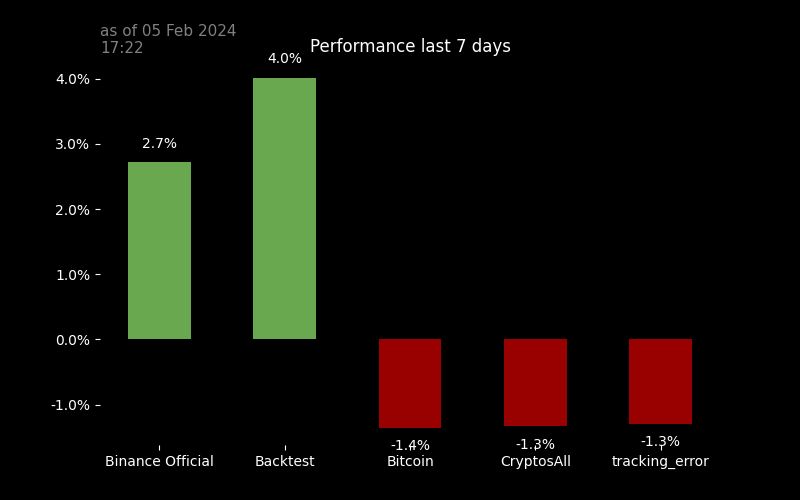 as of 05 Feb 2024
17:22
Performance last 7 days
4.0%
3.0%
2.0%
1.0%
0.0%
-1.0%
2.7%
4.0%
-1.4%
-1.3%
-1.3%
Binance Official
Backtest
Bitcoin
CryptosAll
tracking_error